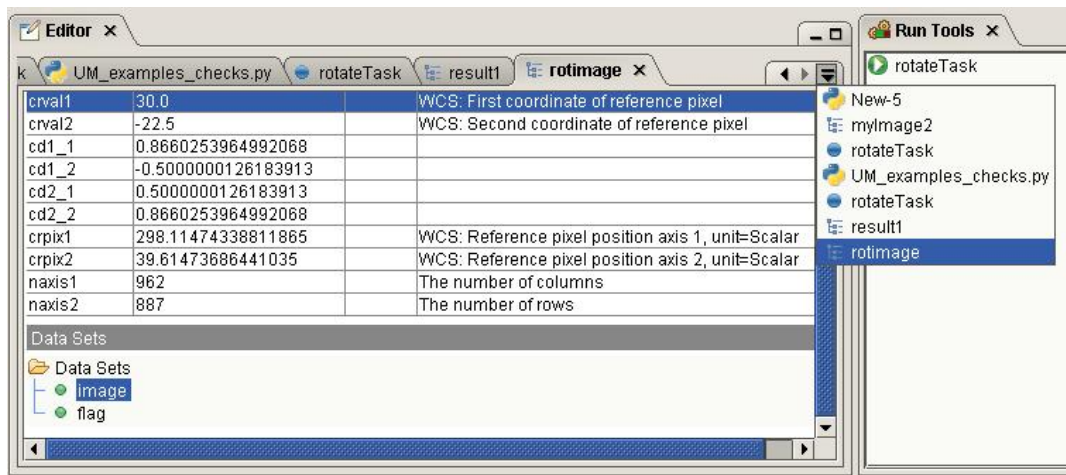 Editor
Run Tools
k UM_examples_checks.py rotateTask result1 rotimage
rotateTask
crval1 30.0 WCS: First coordinate of reference pixel
crval2 -22.5 WCS: Second coordinate of reference pixel
cd1_1 0.8660253964992068
cd1_2 -0.5000000126183913
cd2_1 0.5000000126183913
cd2_2 0.8660253964992068
crpix1 298.11474338811865 WCS: Reference pixel position axis 1, unit=Scalar
crpix2 39.61473686441035 WCS: Reference pixel position axis 2, unit=Scalar
naxis1 962 The number of columns
naxis2 887 The number of rows
Data Sets
Data Sets
image
flag
New-5
myImage2
rotateTask
UM_examples_checks.py
rotateTask
result1
rotimage